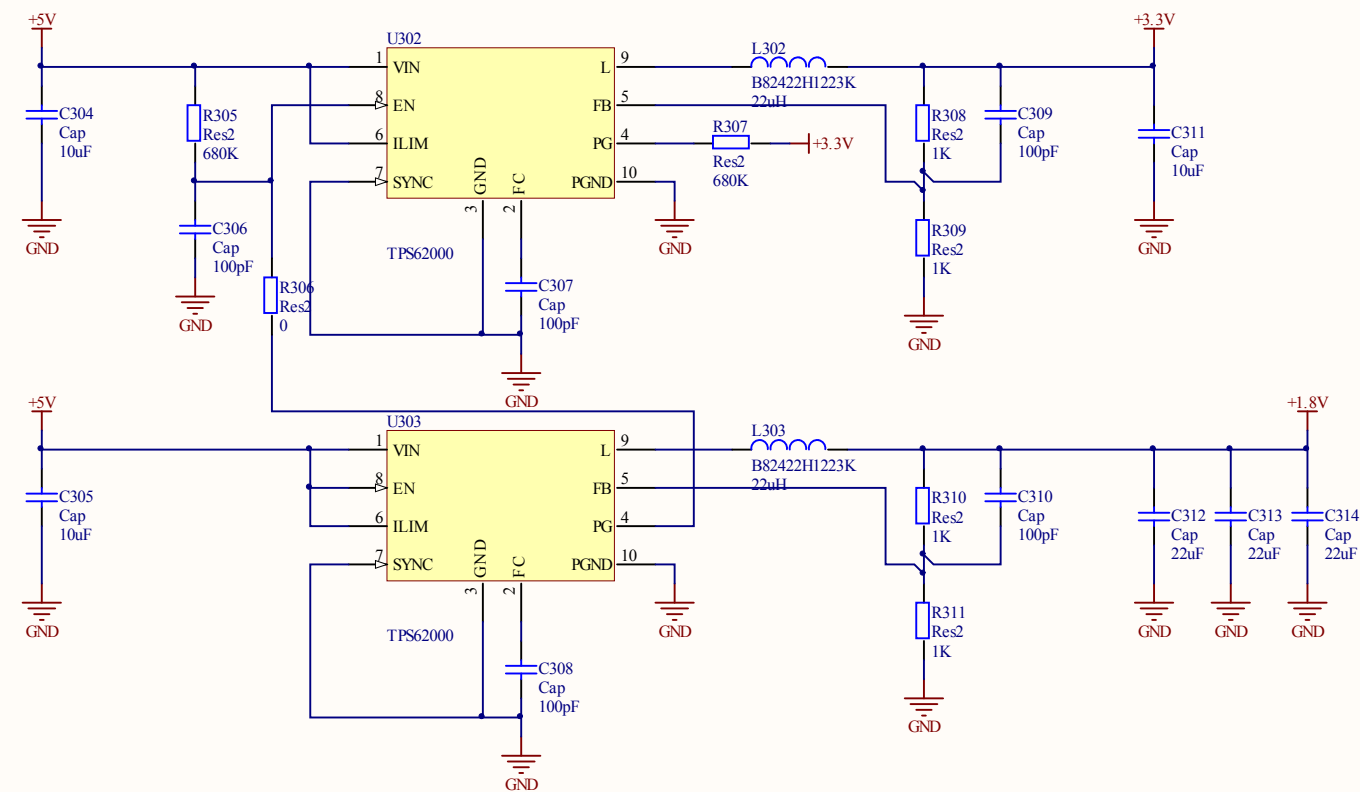 +5V
C304
Cap
10uF
GND
R305
Res2
680K
C306
Cap
100pF
GND
R306
Res2
0
U302
1
VIN
8
EN
6
ILIM
7
SYNC
GND
3
FC
2
9
L
5
FB
4
PG
10
PGND
TPS62000
C307
Cap
100pF
GND
GND
L302
B82422H1223K
22uH
R307
Res2
680K
+3.3V
R308
Res2
1K
C309
Cap
100pF
R309
Res2
1K
GND
+3.3V
C311
Cap
10uF
GND
+5V
C305
Cap
10uF
GND
U303
1
VIN
8
EN
6
ILIM
7
SYNC
GND
3
FC
2
9
L
5
FB
4
PG
10
PGND
TPS62000
C308
Cap
100pF
GND
GND
L303
B82422H1223K
22uH
R310
Res2
1K
C310
Cap
100pF
R311
Res2
1K
GND
+1.8V
C312
Cap
22uF
GND
C313
Cap
22uF
GND
C314
Cap
22uF
GND